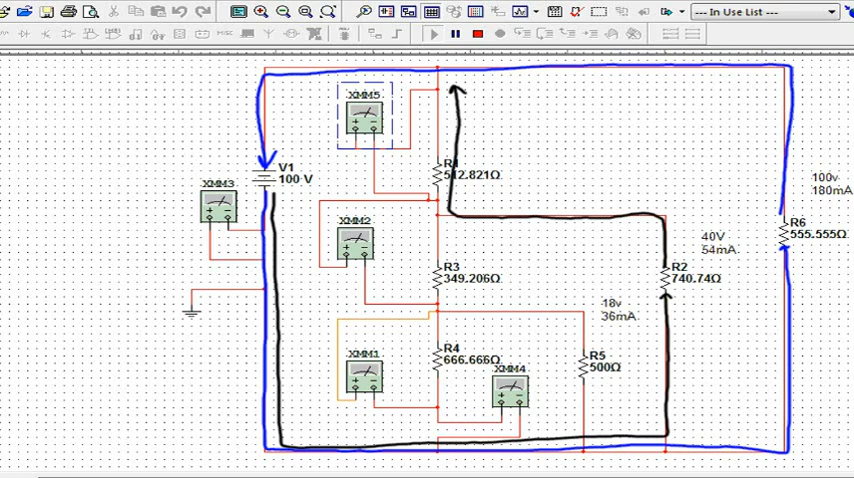 --- In Use List ---
MISC
XMM5
V1
100 V
R1
512.821Ω
100v
180mA
XMM3
XMM2
R6
555.555Ω
40V
54mA
R3
349.206Ω
R2
740.74Ω
18v
36mA
R4
666.666Ω
XMM1
R5
500Ω
XMM4